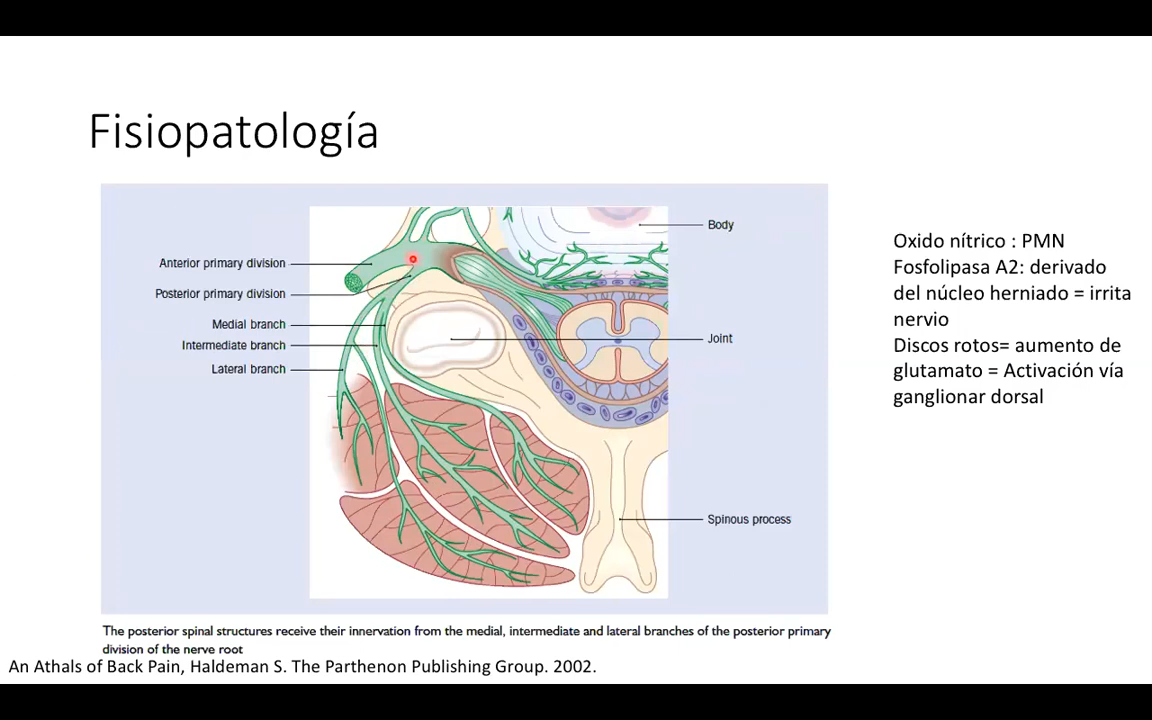 Fisiopatología
Anterior primary division
Posterior primary division
Medial branch
Intermediate branch
Lateral branch
Body
Joint
Spinous process
Oxido nítrico : PMN
Fosfolipasa A2: derivado
del núcleo herniado = irrita
nervio
Discos rotos= aumento de
glutamato = Activación vía
ganglionar dorsal
The posterior spinal structures receive their innervation from the medial, intermediate and lateral branches of the posterior primary
division of the nerve root
An Athals of Back Pain, Haldeman S. The Parthenon Publishing Group. 2002.